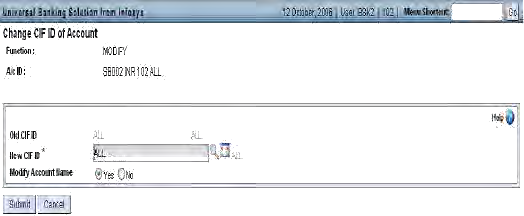 Universal Banking Solution from Infosys 12 October, 2006 | User BSK2 | 102 | Menu Shortcut: Go
Change CIF ID of Account
Function: MODIFY
A/c ID: SB002 INR 102 ALL
Help
Old CIF ID ALL ALL
New CIF ID * ALL ALL
Modify Account Name Yes No
Submit Cancel